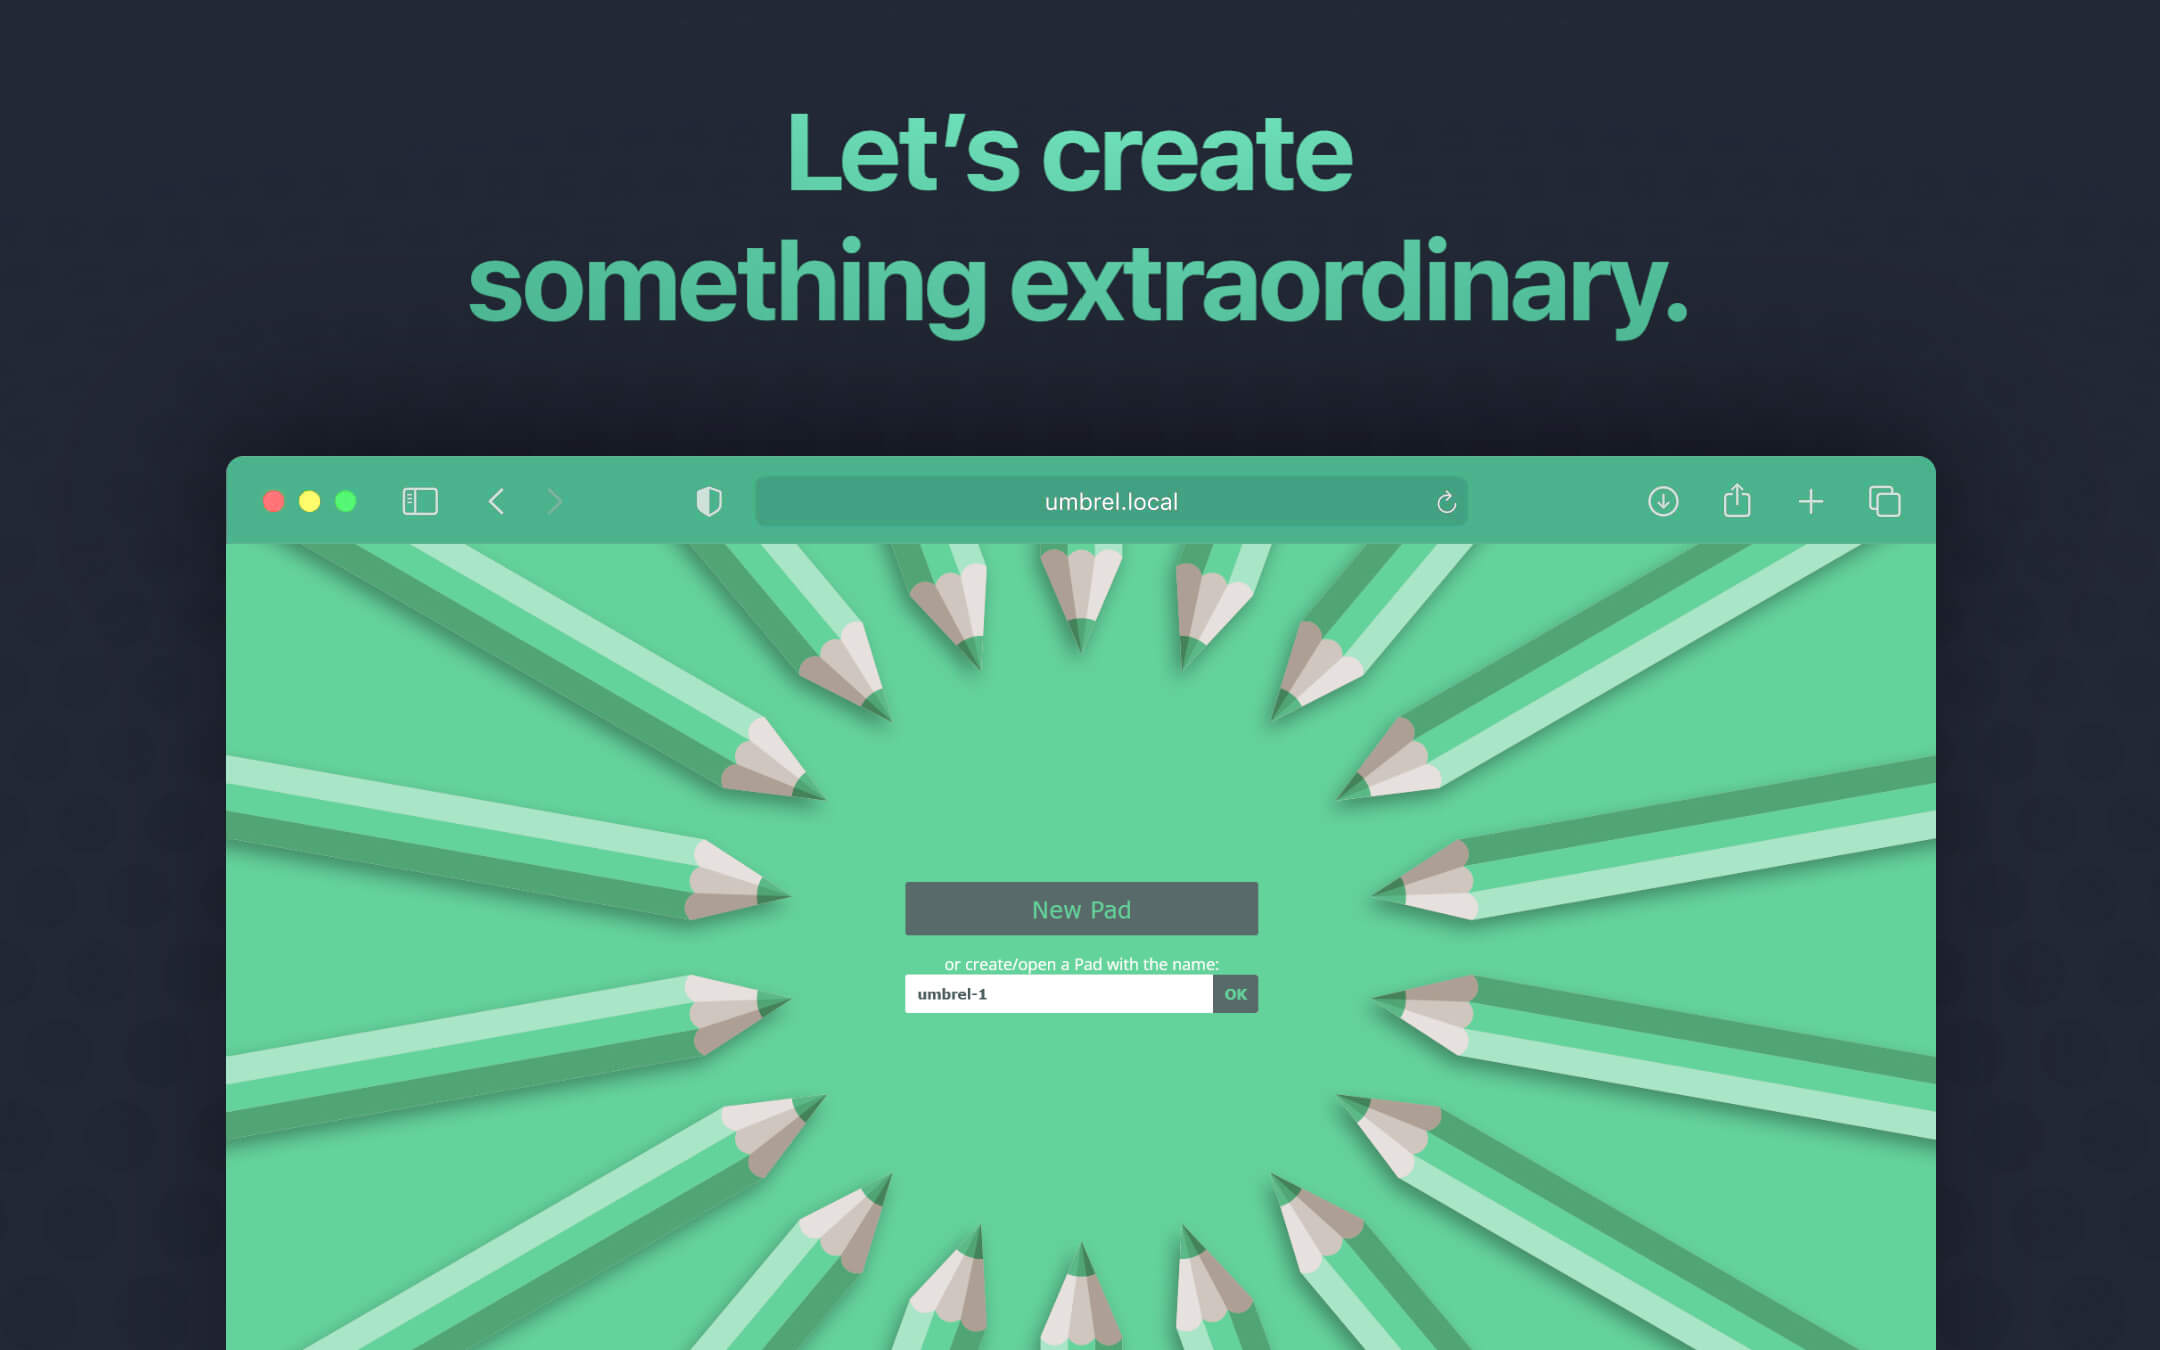 Let’s create
something extraordinary.
umbrel.local
New Pad
or create/open a Pad with the name:
umbrel-1
OK